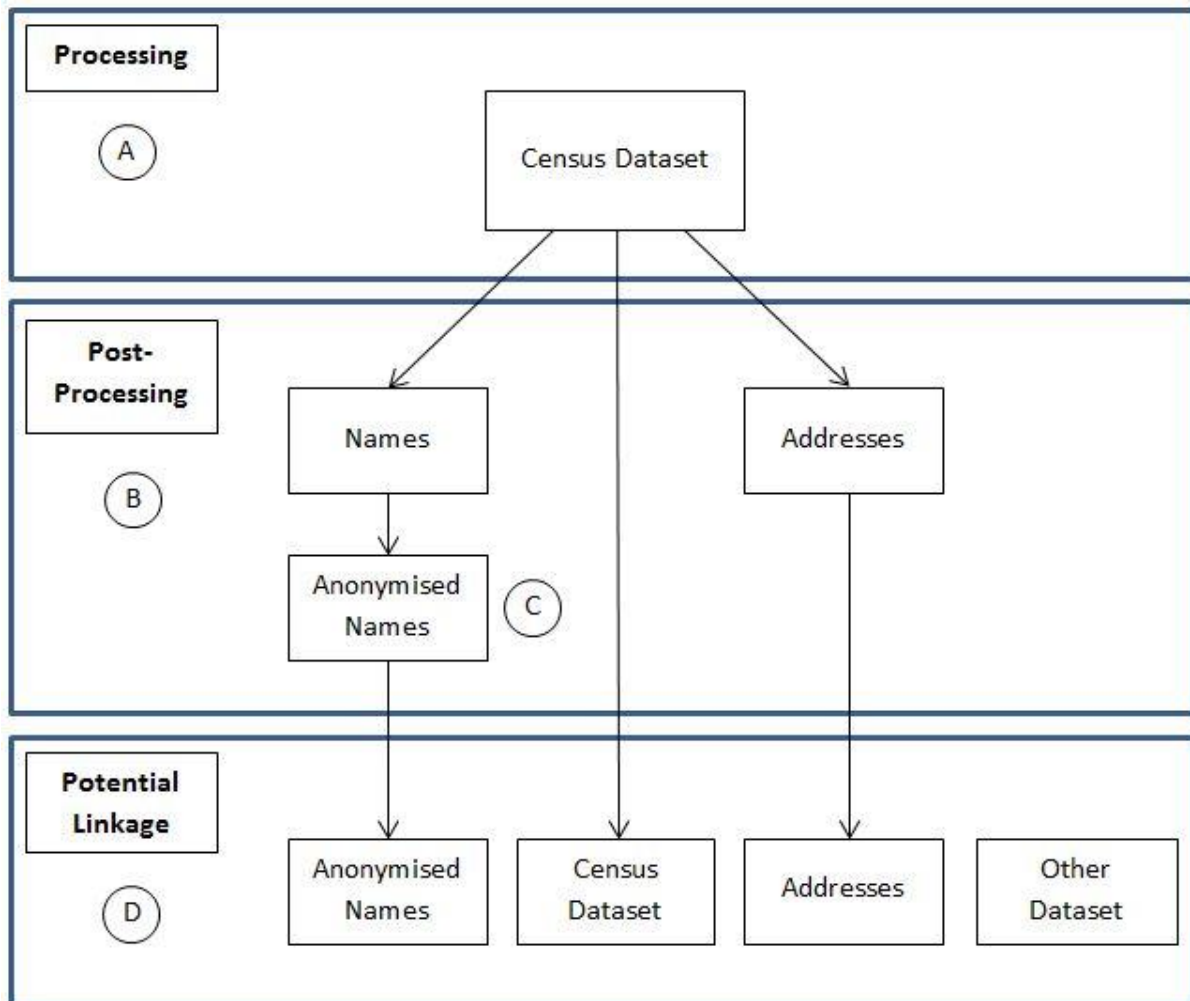 Processing
A
Census Dataset
Post-
Processing
B
Names
Addresses
Anonymised
Names
C
Potential
Linkage
D
Anonymised
Names
Census
Dataset
Addresses
Other
Dataset